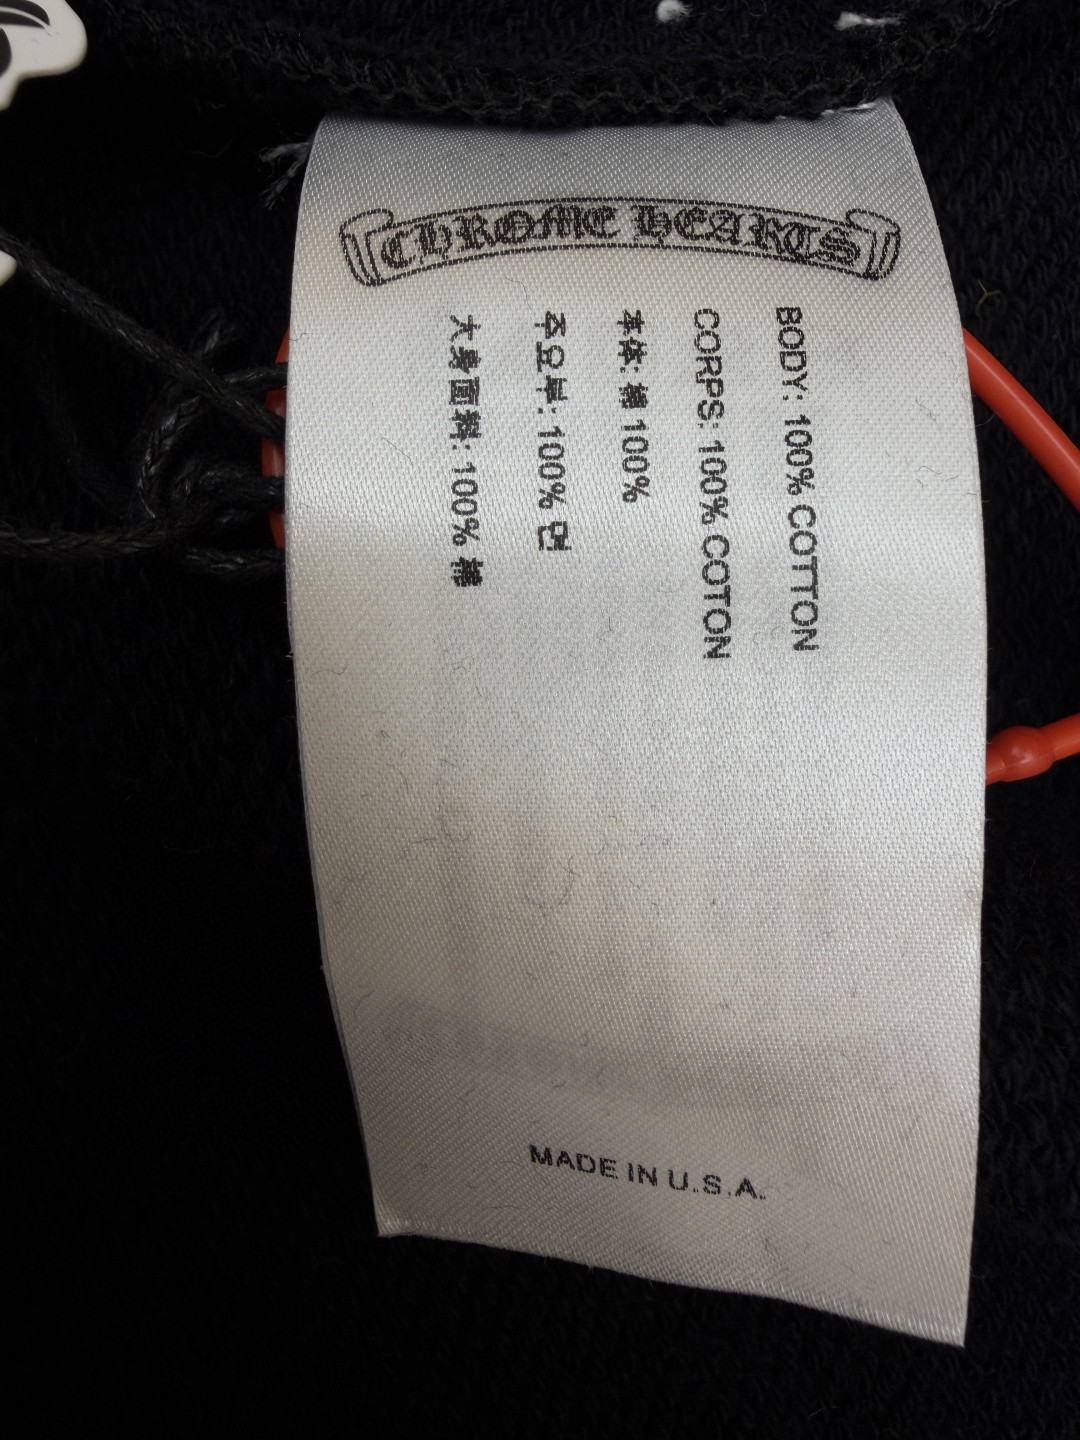 CHROME HEARTS
BODY: 100% COTTON
CORPS: 100% COTON
本体: 綿 100%
주요부: 100% 면
大身面料: 100% 棉
MADE IN U.S.A.